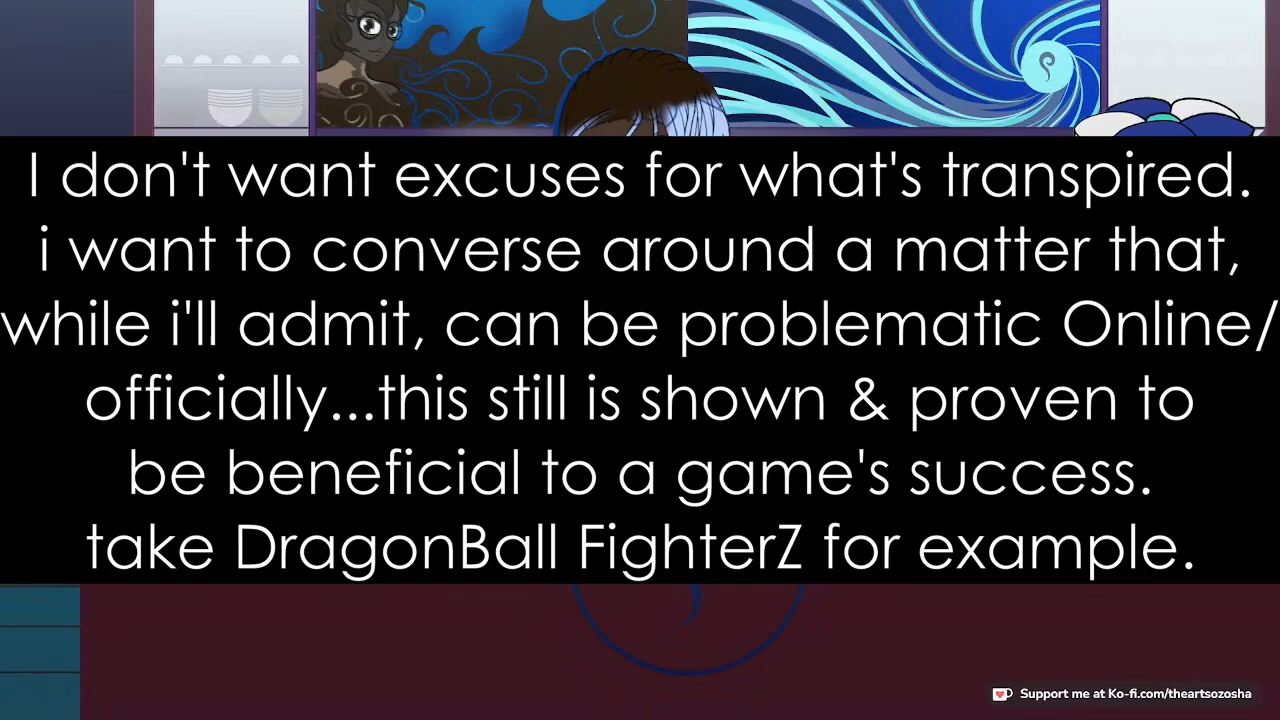 I don't want excuses for what's transpired.
i want to converse around a matter that,
while i'll admit, can be problematic Online/
officially...this still is shown & proven to
be beneficial to a game's success.
take DragonBall FighterZ for example.
Support me at Ko-fi.com/theartsozosha